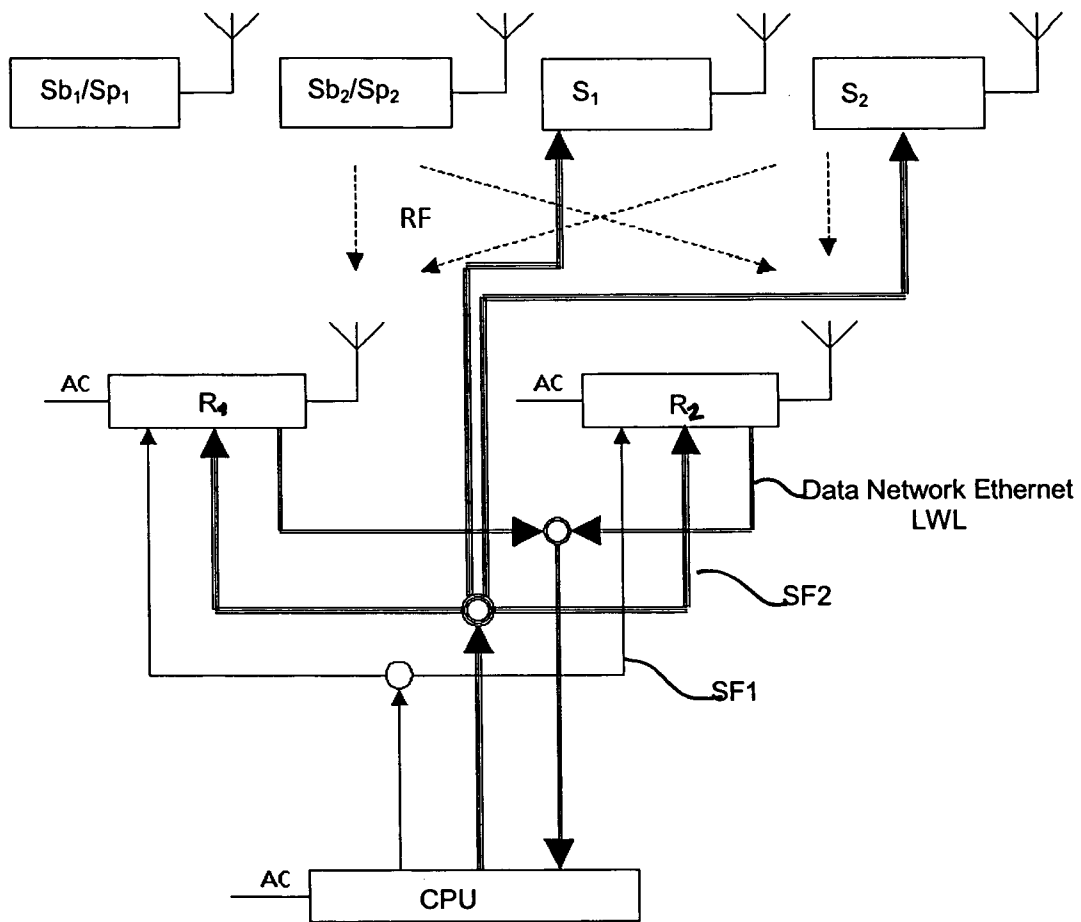 Sb₁/Sp₁
Sb₂/Sp₂
S₁
S₂
RF
AC
R₁
AC
R₂
Data Network Ethernet
LWL
SF2
SF1
AC
CPU